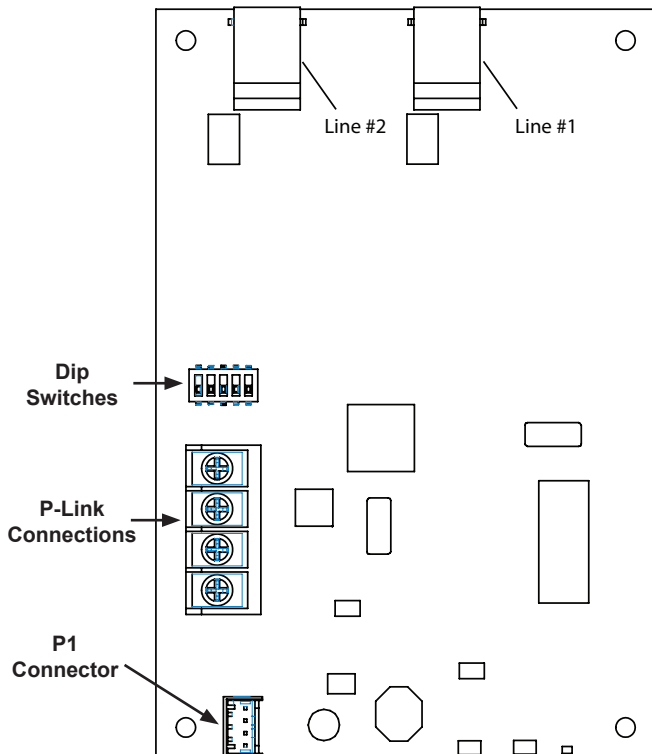 Line #2
Line #1
Dip
Switches
P-Link
Connections
P1
Connector